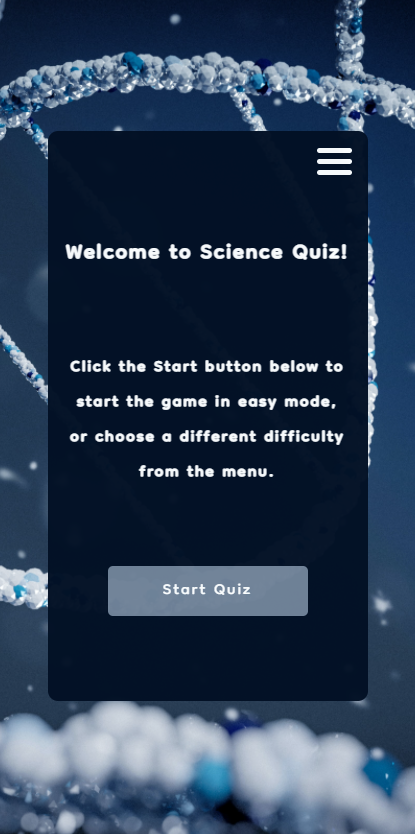 Welcome to Science Quiz!
Click the Start button below to
start the game in easy mode,
or choose a different difficulty
from the menu.
Start Quiz